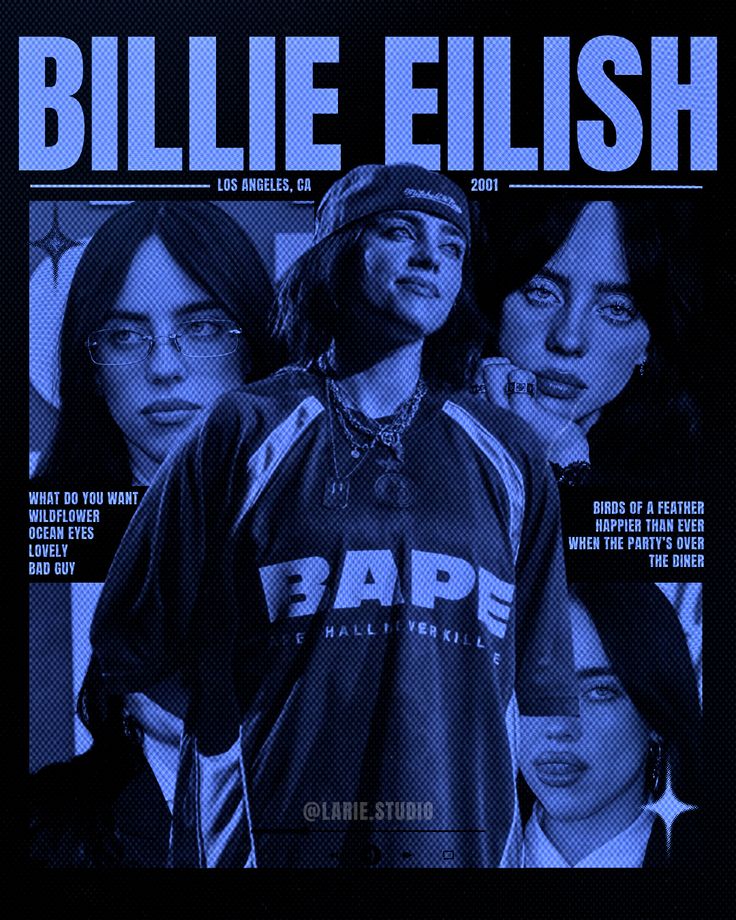 BILLIE EILISH
LOS ANGELES, CA
2001
WHAT DO YOU WANT
WILDFLOWER
OCEAN EYES
LOVELY
BAD GUY
BIRDS OF A FEATHER
HAPPIER THAN EVER
WHEN THE PARTY'S OVER
THE DINER
BAPE
KILL
@LARIE.STUDIO